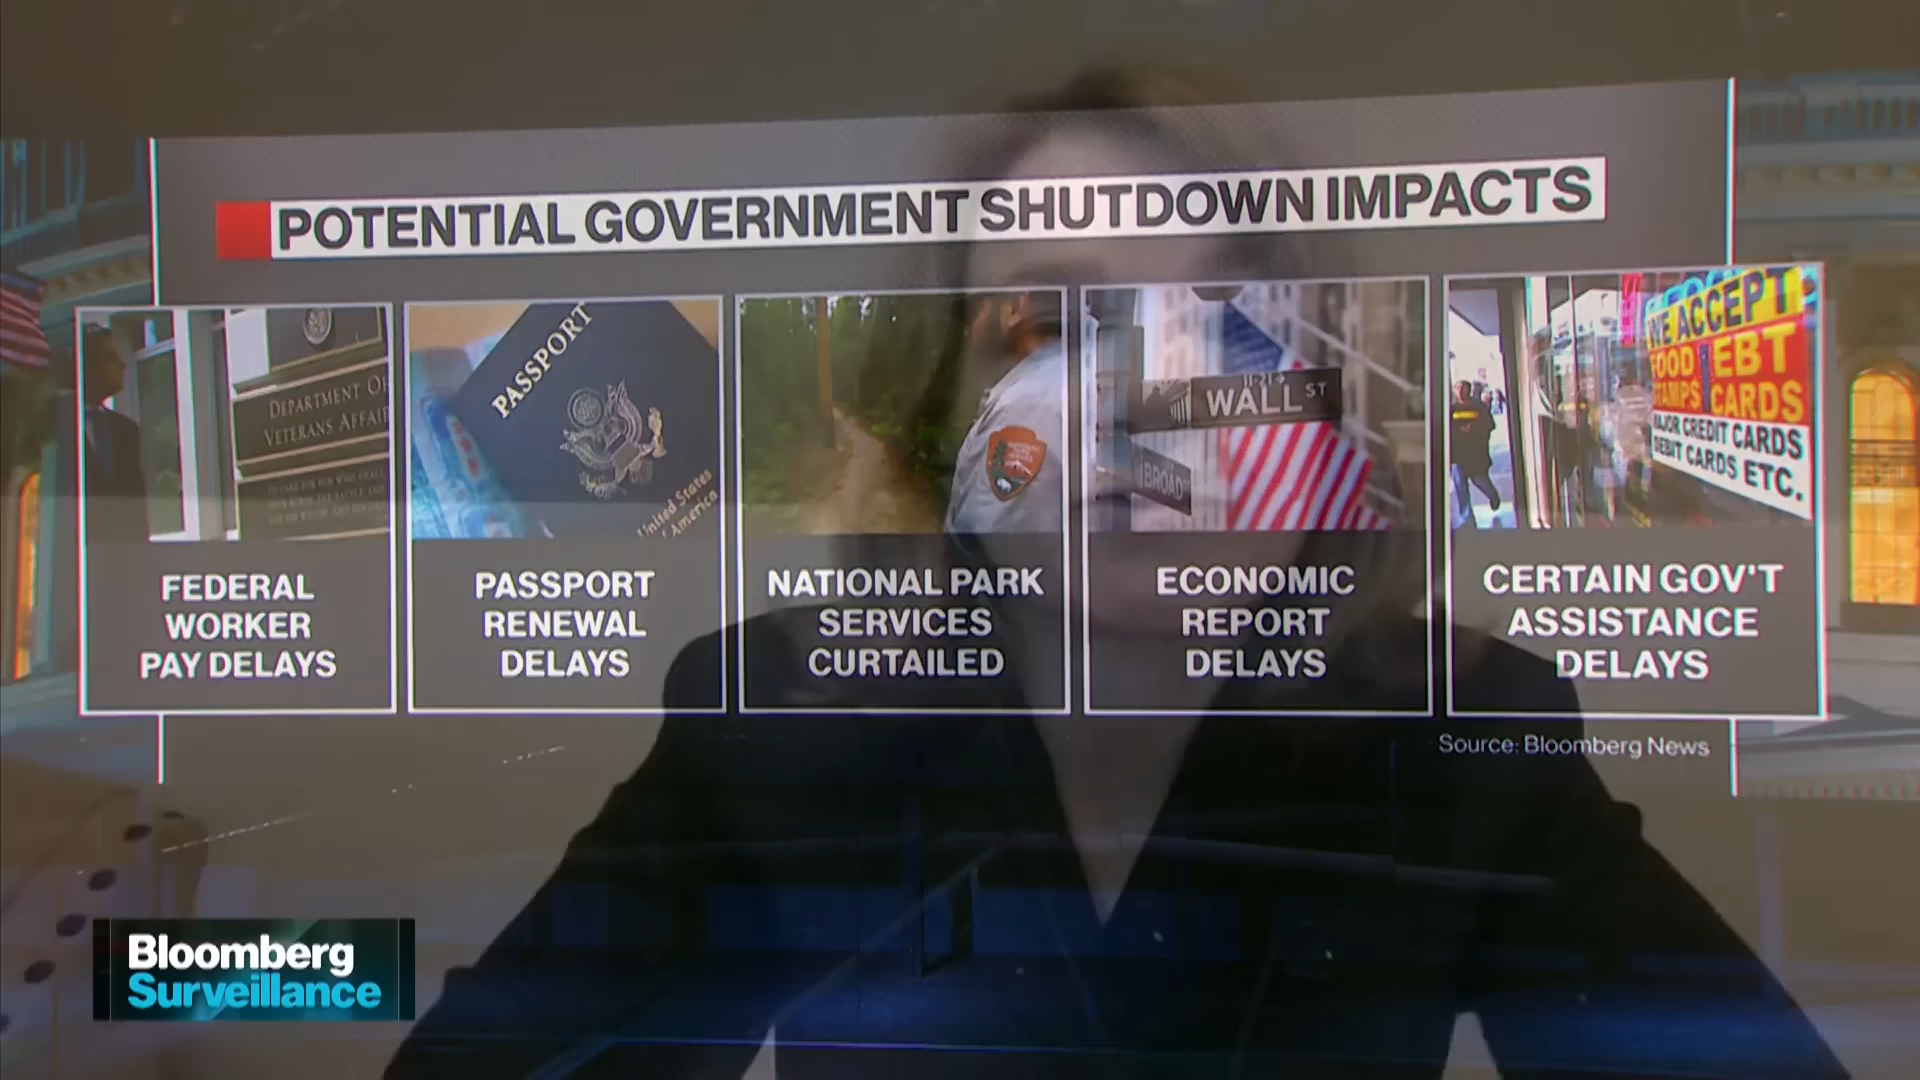 POTENTIAL GOVERNMENT SHUTDOWN IMPACTS
DEPARTMENT OF
VETERANS AFFAI
PASSPORT
United States
of America
WALL ST
BROAD
WE ACCEPT
FOOD EBT
STAMPS CARDS
MAJOR CREDIT CARDS
DEBIT CARDS ETC.
FEDERAL
WORKER
PAY DELAYS
PASSPORT
RENEWAL
DELAYS
NATIONAL PARK
SERVICES
CURTAILED
ECONOMIC
REPORT
DELAYS
CERTAIN GOV'T
ASSISTANCE
DELAYS
Source: Bloomberg News
Bloomberg
Surveillance